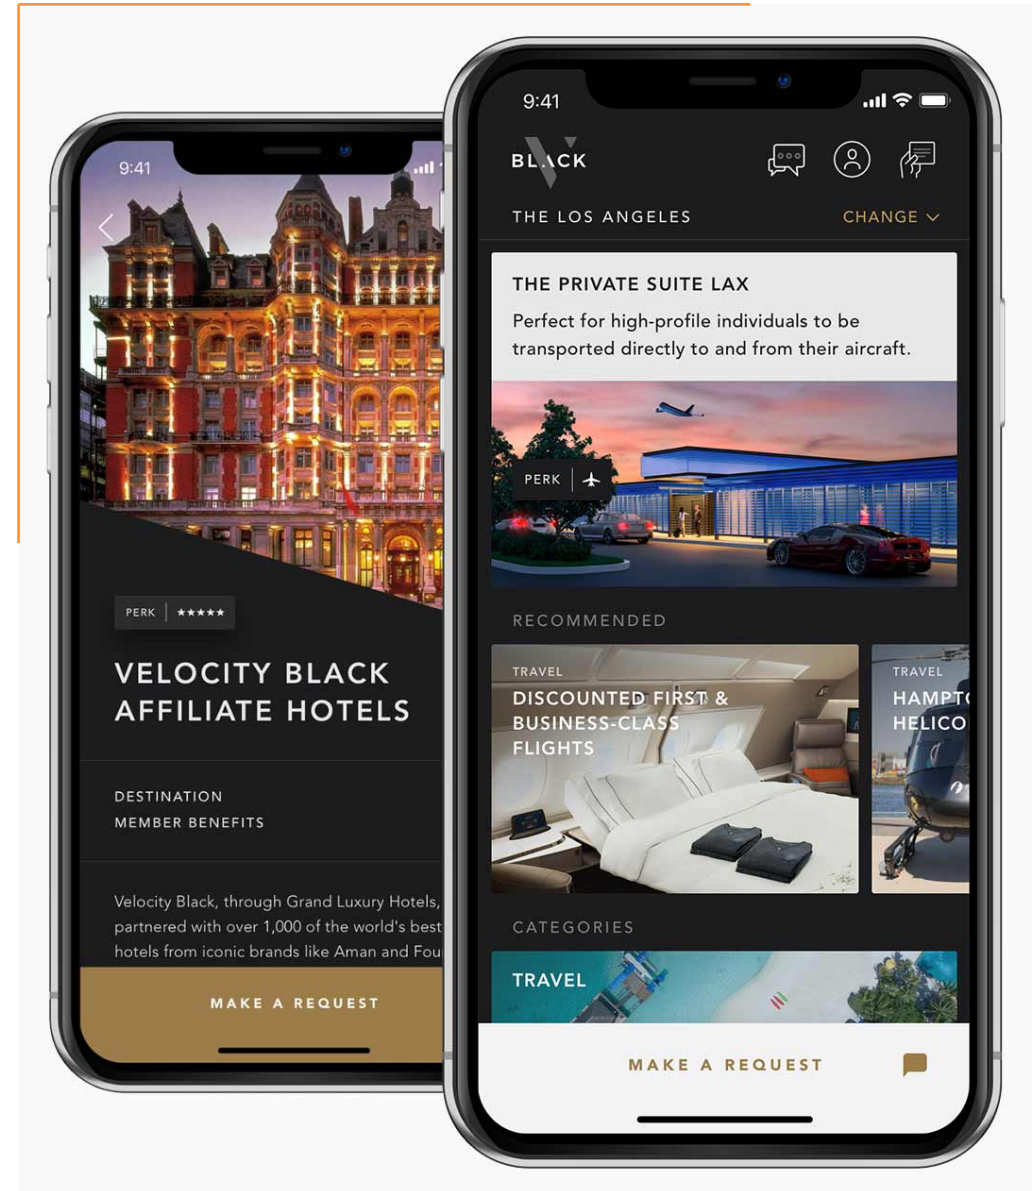 9:41
VELOCITY BLACK
AFFILIATE HOTELS
PERK
DESTINATION
MEMBER BENEFITS
Velocity Black, through Grand Luxury Hotels,
partnered with over 1,000 of the world's best
hotels from iconic brands like Aman and
MAKE A REQUEST
9:41
BLACK
THE LOS ANGELES
CHANGE
THE PRIVATE SUITE LAX
Perfect for high-profile individuals to be
transported directly to and from their aircraft.
PERK
RECOMMENDED
TRAVEL
DISCOUNTED FIRST &
BUSINESS-CLASS
FLIGHTS
TRAVEL
CATEGORIES
TRAVEL
MAKE A REQUEST